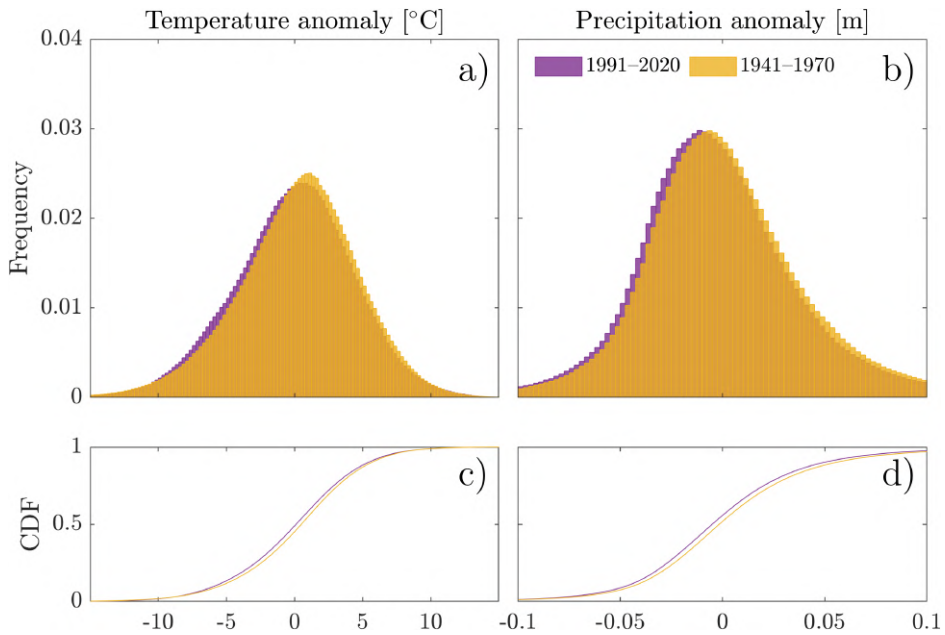 Temperature anomaly [°C]
Precipitation anomaly [m]
0.04
0.03
0.02
0.01
0
Frequency
a)
1991–2020
1941–1970
b)
1
0.5
0
CDF
c)
d)
-10
-5
0
5
10
-0.1
-0.05
0
0.05
0.1